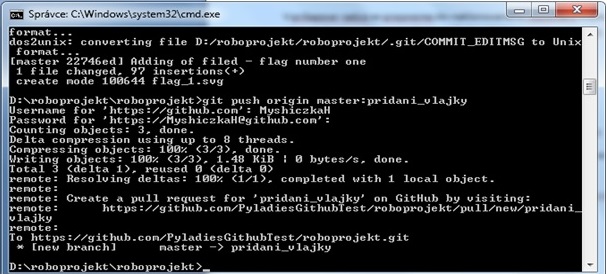 Správce: C:\Windows\system32\cmd.exe
format...
dos2unix: converting file D:/roboprojekt/roboprojekt/.git/COMMIT_EDITMSG to Unix
 format...
[master 22746ed] Adding of filed - flag number one
 1 file changed, 97 insertions(+)
 create mode 100644 flag_1.svg
D:\roboprojekt\roboprojekt>git push origin master:pridani_vlajky
Username for 'https://github.com': MyshiczkaH
Password for 'https://MyshiczkaH@github.com':
Counting objects: 3, done.
Delta compression using up to 8 threads.
Compressing objects: 100% (3/3), done.
Writing objects: 100% (3/3), 1.48 KiB ¦ 0 bytes/s, done.
Total 3 (delta 1), reused 0 (delta 0)
remote: Resolving deltas: 100% (1/1), completed with 1 local object.
remote:
remote: Create a pull request for 'pridani_vlajky' on GitHub by visiting:
remote:      https://github.com/PyladiesGithubTest/roboprojekt/pull/new/pridani_
vlajky
remote:
To https://github.com/PyladiesGithubTest/roboprojekt.git
 * [new branch]      master -> pridani_vlajky
D:\roboprojekt\roboprojekt>_